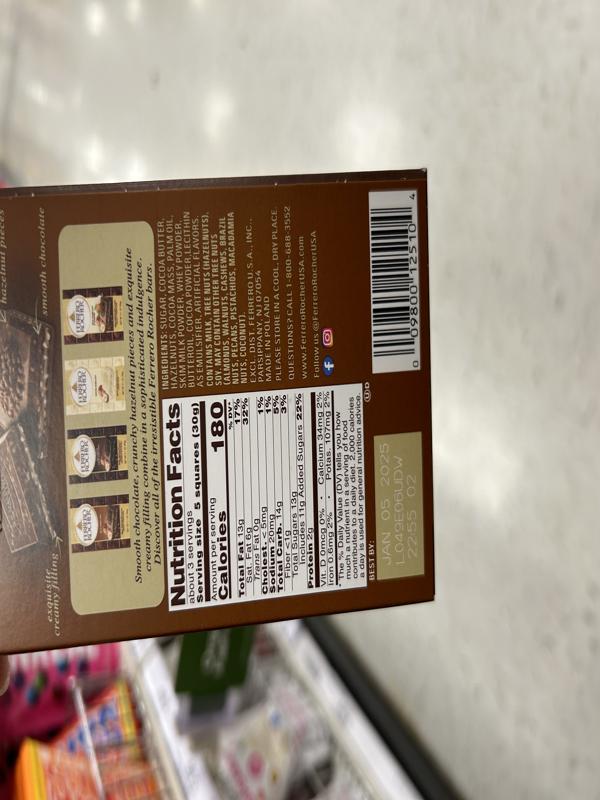 hazelnut pieces
smooth chocolate
exquisite
creamy filling
FERRERO
ROCHER
FERRERO
ROCHER
FERRERO
ROCHER
FERRERO
ROCHER
Smooth chocolate, crunchy hazelnut pieces and exquisite
creamy filling combine in a sophisticated indulgence.
Discover all of the irresistible Ferrero Rocher bars.
Nutrition Facts
about 3 servings
Serving size 5 squares (30g)
Amount per serving
Calories 180
% DV*
Total Fat 13g 17%
Sat. Fat 6g 32%
Trans Fat 0g
Cholest. < 5mg 1%
Sodium 20mg 1%
Total Carb. 14g 5%
Fiber <1g 3%
Total Sugars 13g
Includes 11g Added Sugars 22%
Protein 2g
Vit. D 0mcg 0% • Calcium 34mg 2%
Iron 0.6mg 2% • Potas. 107mg 2%
* The % Daily Value (DV) tells you how
much a nutrient in a serving of food
contributes to a daily diet. 2,000 calories
a day is used for general nutrition advice.
INGREDIENTS: SUGAR, COCOA BUTTER,
HAZELNUTS, COCOA MASS, PALM OIL,
SKIM MILK POWDER, WHEY POWDER,
BUTTEROIL, COCOA POWDER, LECITHIN
AS EMULSIFIER, ARTIFICIAL FLAVORS.
CONTAINS MILK, TREE NUTS (HAZELNUTS),
SOY. MAY CONTAIN OTHER TREE NUTS
(ALMONDS, WALNUTS, CASHEWS, BRAZIL
NUTS, PECANS, PISTACHIOS, MACADAMIA
NUTS, COCONUT).
EXCL. DIST. FERRERO U.S.A., INC.,
PARSIPPANY, NJ 07054
MADE IN POLAND
PLEASE STORE IN A COOL, DRY PLACE.
QUESTIONS? CALL 1-800-688-3552
www.FerreroRocherUSA.com
Follow us @FerreroRocherUSA
U D
BEST BY:
JAN 05 2025
22:55 02
0 09800 12510 4